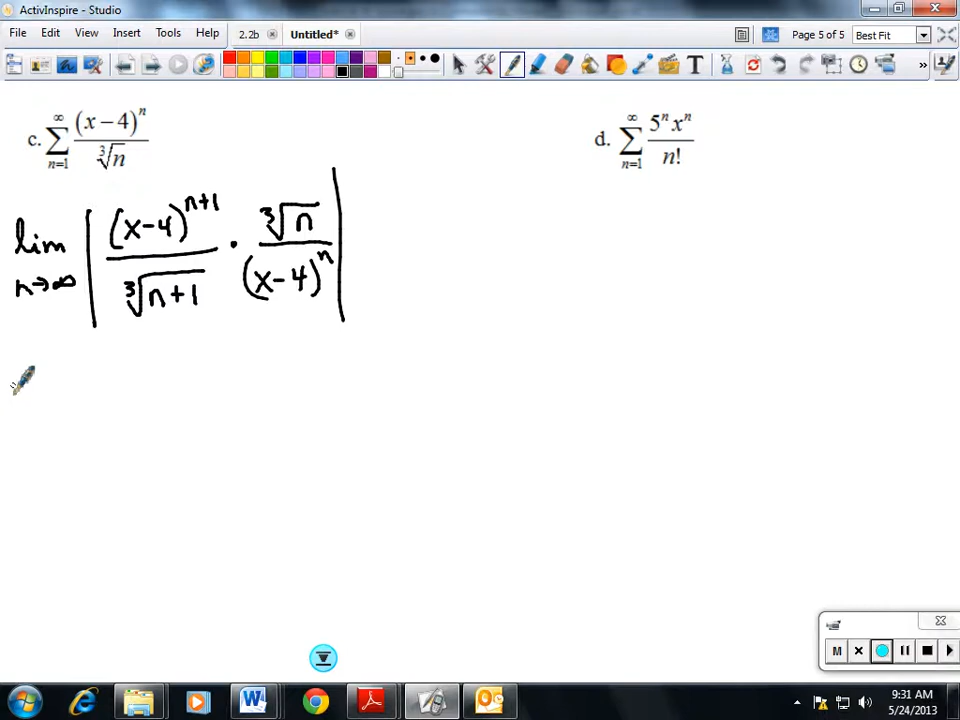 ActivInspire - Studio
File Edit View Insert Tools Help 2.2b Untitled* Page 5 of 5 Best Fit
T »
c. ∑_{n=1}^{∞} (x − 4)^n / ∛n
d. ∑_{n=1}^{∞} 5^n x^n / n!
lim_{n→∞} | (x−4)^{n+1} / ∛(n+1) · ∛n / (x−4)^n |
M
W
9:31 AM
5/24/2013